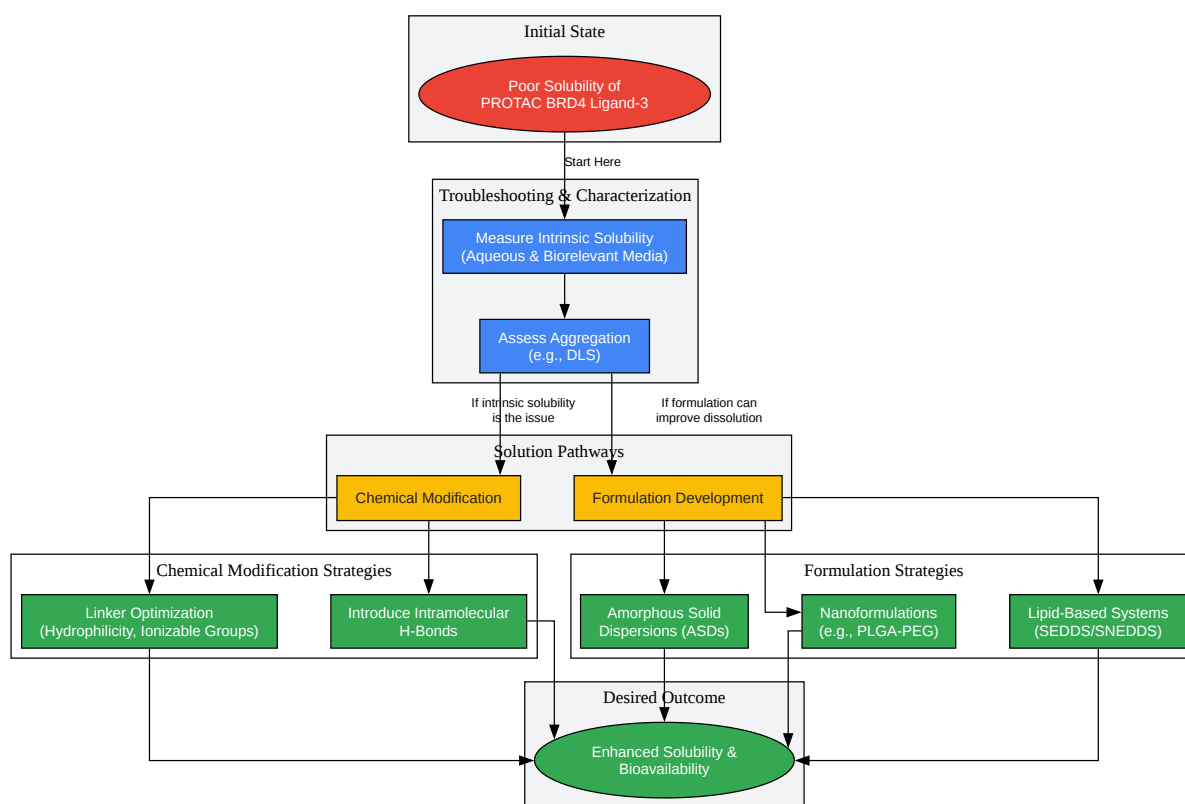 Initial State
Poor Solubility of
PROTAC BRD4 Ligand-3
Start Here
Troubleshooting & Characterization
Measure Intrinsic Solubility
(Aqueous & Biorelevant Media)
Assess Aggregation
(e.g., DLS)
If intrinsic solubility
is the issue
If formulation can
improve dissolution
Solution Pathways
Chemical Modification
Formulation Development
Chemical Modification Strategies
Linker Optimization
(Hydrophilicity, Ionizable Groups)
Introduce Intramolecular
H-Bonds
Formulation Strategies
Amorphous Solid
Dispersions (ASDs)
Nanoformulations
(e.g., PLGA-PEG)
Lipid-Based Systems
(SEDDS/SNEDDS)
Desired Outcome
Enhanced Solubility &
Bioavailability